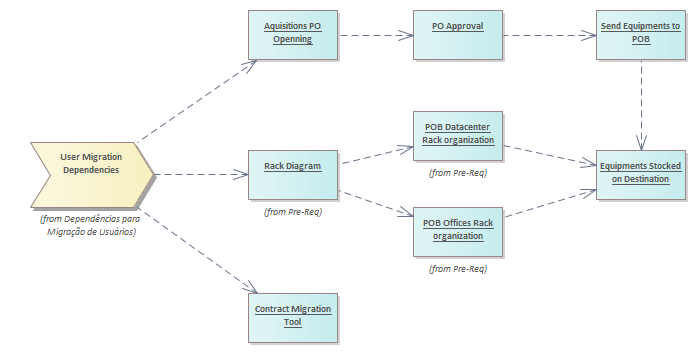 Aquisitions PO
Openning
PO Approval
Send Equipments to
POB
User Migration
Dependencies
(from Dependências para
Migração de Usuários)
Rack Diagram
(from Pre-Req)
POB Datacenter
Rack organization
(from Pre-Req)
POB Offices Rack
organization
(from Pre-Req)
Equipments Stocked
on Destination
Contract Migration
Tool